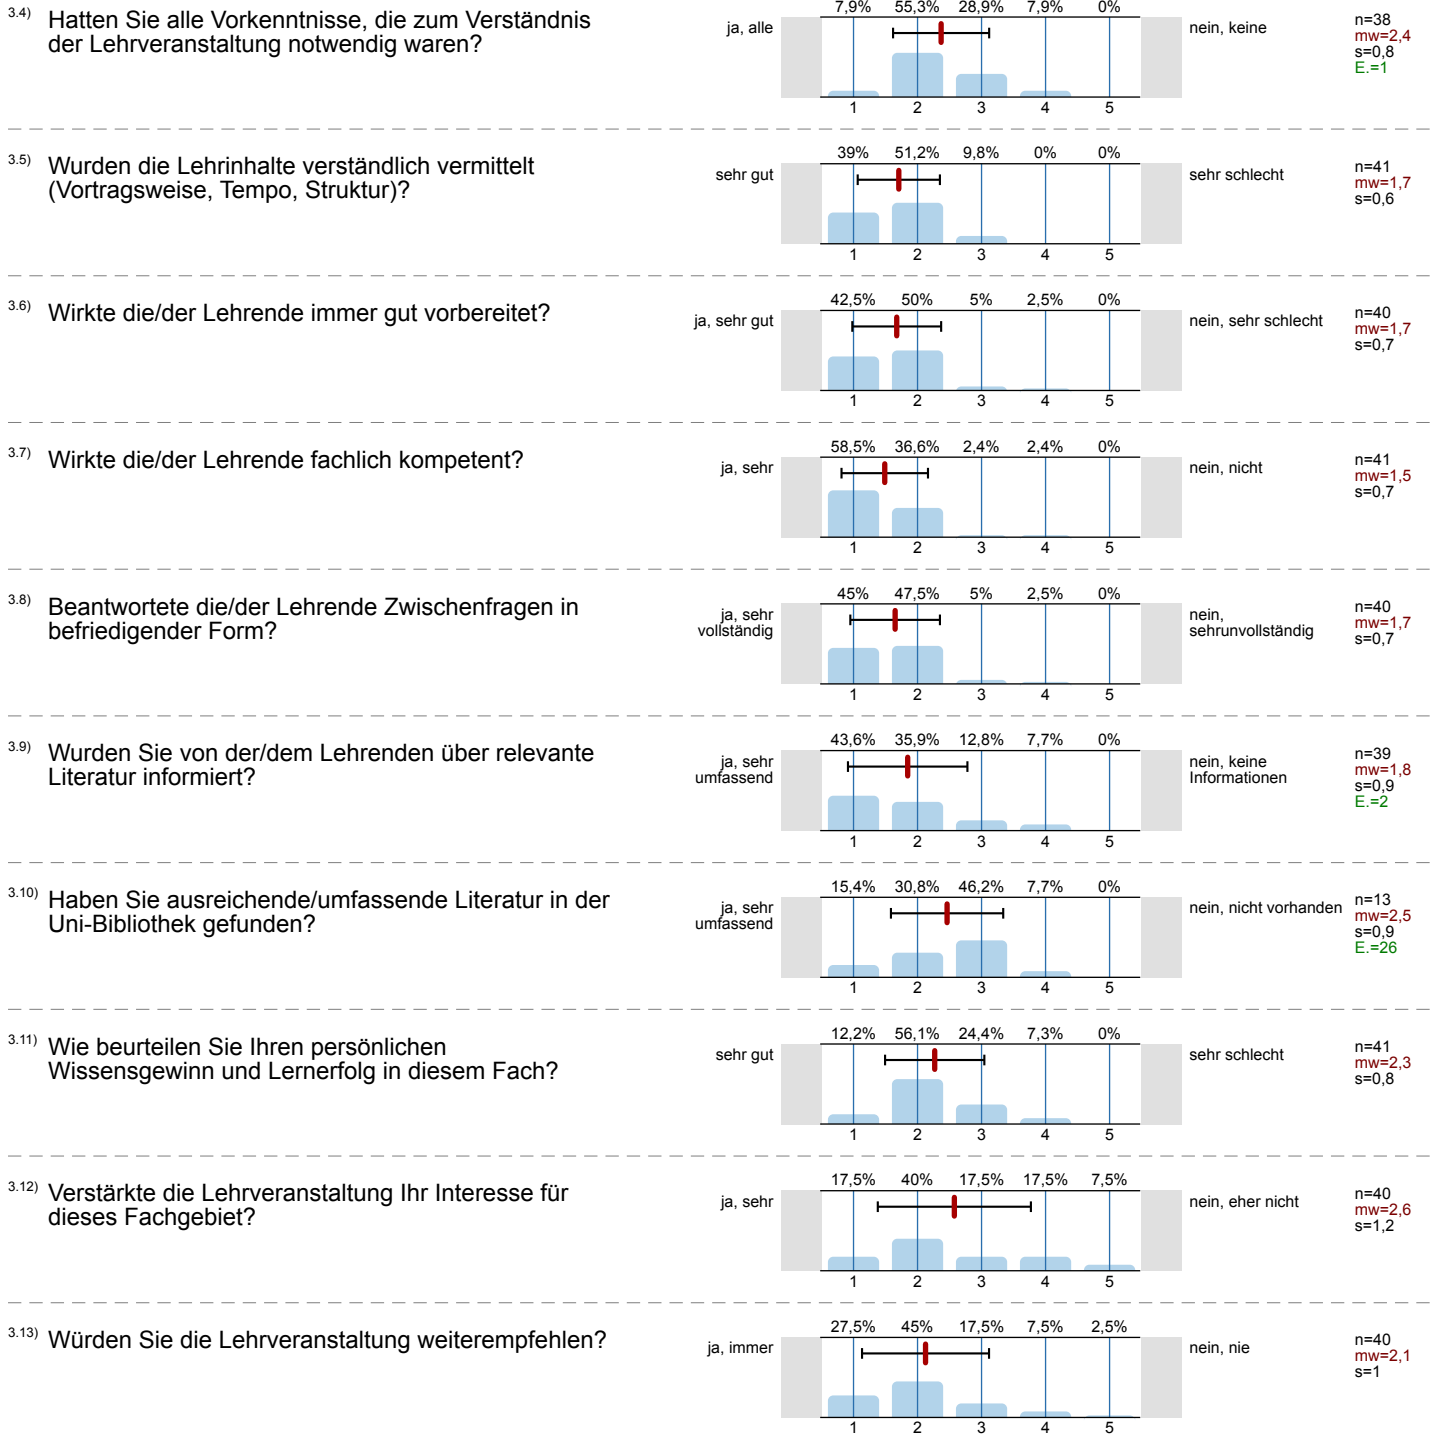 3.4) Hatten Sie alle Vorkenntnisse, die zum Verständnis
der Lehrveranstaltung notwendig waren?
7,9% 55,3% 28,9% 7,9% 0%
ja, alle
nein, keine
1 2 3 4 5
n=38
mw=2,4
s=0,8
E.=1
3.5) Wurden die Lehrinhalte verständlich vermittelt
(Vortragsweise, Tempo, Struktur)?
39% 51,2% 9,8% 0% 0%
sehr gut
sehr schlecht
1 2 3 4 5
n=41
mw=1,7
s=0,6
3.6) Wirkte die/der Lehrende immer gut vorbereitet?
42,5% 50% 5% 2,5% 0%
ja, sehr gut
nein, sehr schlecht
1 2 3 4 5
n=40
mw=1,7
s=0,7
3.7) Wirkte die/der Lehrende fachlich kompetent?
58,5% 36,6% 2,4% 2,4% 0%
ja, sehr
nein, nicht
1 2 3 4 5
n=41
mw=1,5
s=0,7
3.8) Beantwortete die/der Lehrende Zwischenfragen in
befriedigender Form?
45% 47,5% 5% 2,5% 0%
ja, sehr
vollständig
nein,
sehrunvollständig
1 2 3 4 5
n=40
mw=1,7
s=0,7
3.9) Wurden Sie von der/dem Lehrenden über relevante
Literatur informiert?
43,6% 35,9% 12,8% 7,7% 0%
ja, sehr
umfassend
nein, keine
Informationen
1 2 3 4 5
n=39
mw=1,8
s=0,9
E.=2
3.10) Haben Sie ausreichende/umfassende Literatur in der
Uni-Bibliothek gefunden?
15,4% 30,8% 46,2% 7,7% 0%
ja, sehr
umfassend
nein, nicht vorhanden
1 2 3 4 5
n=13
mw=2,5
s=0,9
E.=26
3.11) Wie beurteilen Sie Ihren persönlichen
Wissensgewinn und Lernerfolg in diesem Fach?
12,2% 56,1% 24,4% 7,3% 0%
sehr gut
sehr schlecht
1 2 3 4 5
n=41
mw=2,3
s=0,8
3.12) Verstärkte die Lehrveranstaltung Ihr Interesse für
dieses Fachgebiet?
17,5% 40% 17,5% 17,5% 7,5%
ja, sehr
nein, eher nicht
1 2 3 4 5
n=40
mw=2,6
s=1,2
3.13) Würden Sie die Lehrveranstaltung weiterempfehlen?
27,5% 45% 17,5% 7,5% 2,5%
ja, immer
nein, nie
1 2 3 4 5
n=40
mw=2,1
s=1